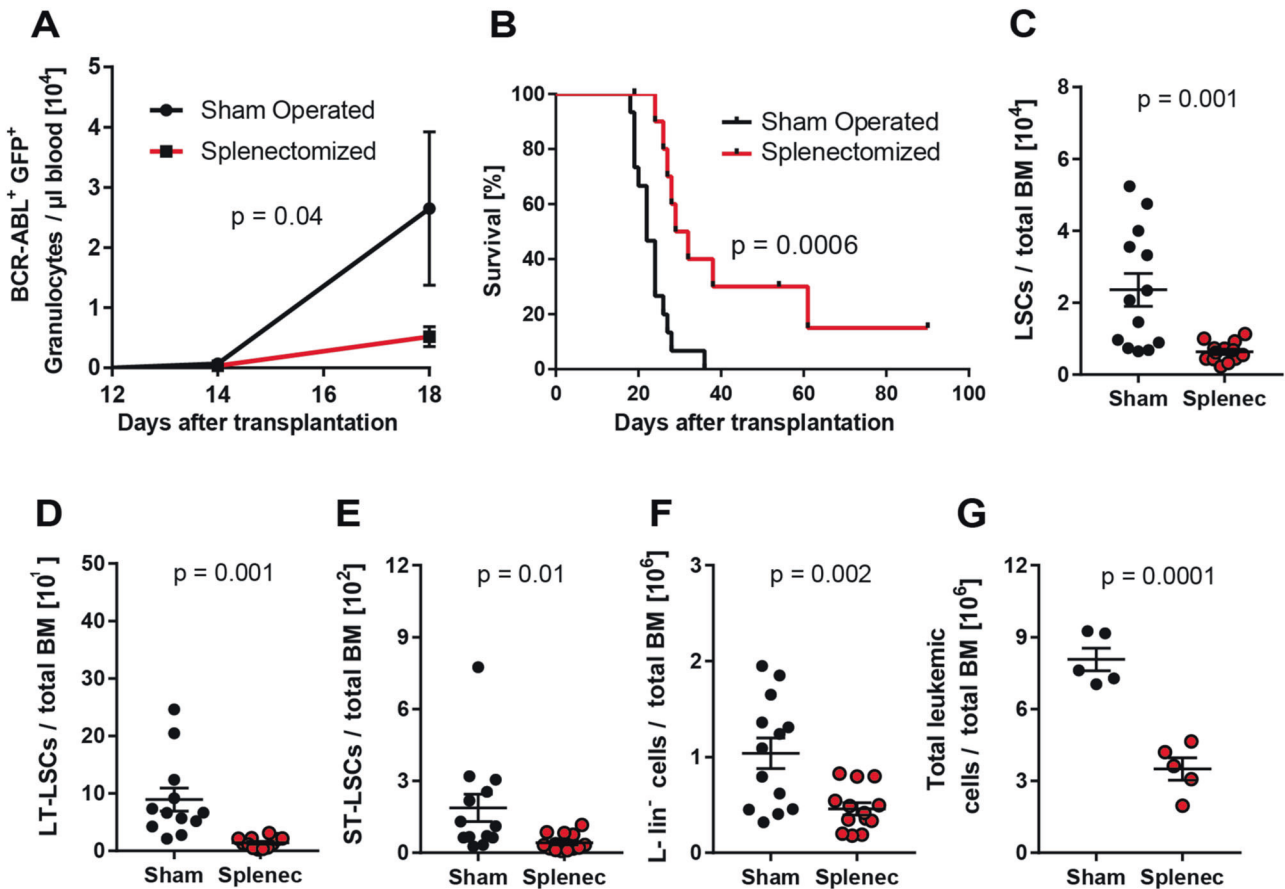 A
BCR-ABL⁺ GFP⁺
Granulocytes / µl blood [10⁴]
5
4
3
2
1
0
Sham Operated
Splenectomized
p = 0.04
12 14 16 18
Days after transplantation
B
Survival [%]
100
80
60
40
20
0
Sham Operated
Splenectomized
p = 0.0006
0 20 40 60 80 100
Days after transplantation
C
LSCs / total BM [10⁴]
8
6
4
2
0
p = 0.001
Sham Splenec
D
LT-LSCs / total BM [10¹]
50
40
30
20
10
0
p = 0.001
Sham Splenec
E
ST-LSCs / total BM [10²]
12
9
6
3
0
p = 0.01
Sham Splenec
F
L- lin⁻ cells / total BM [10⁶]
3
2
1
0
p = 0.002
Sham Splenec
G
Total leukemic
cells / total BM [10⁶]
12
9
6
3
0
p = 0.0001
Sham Splenec